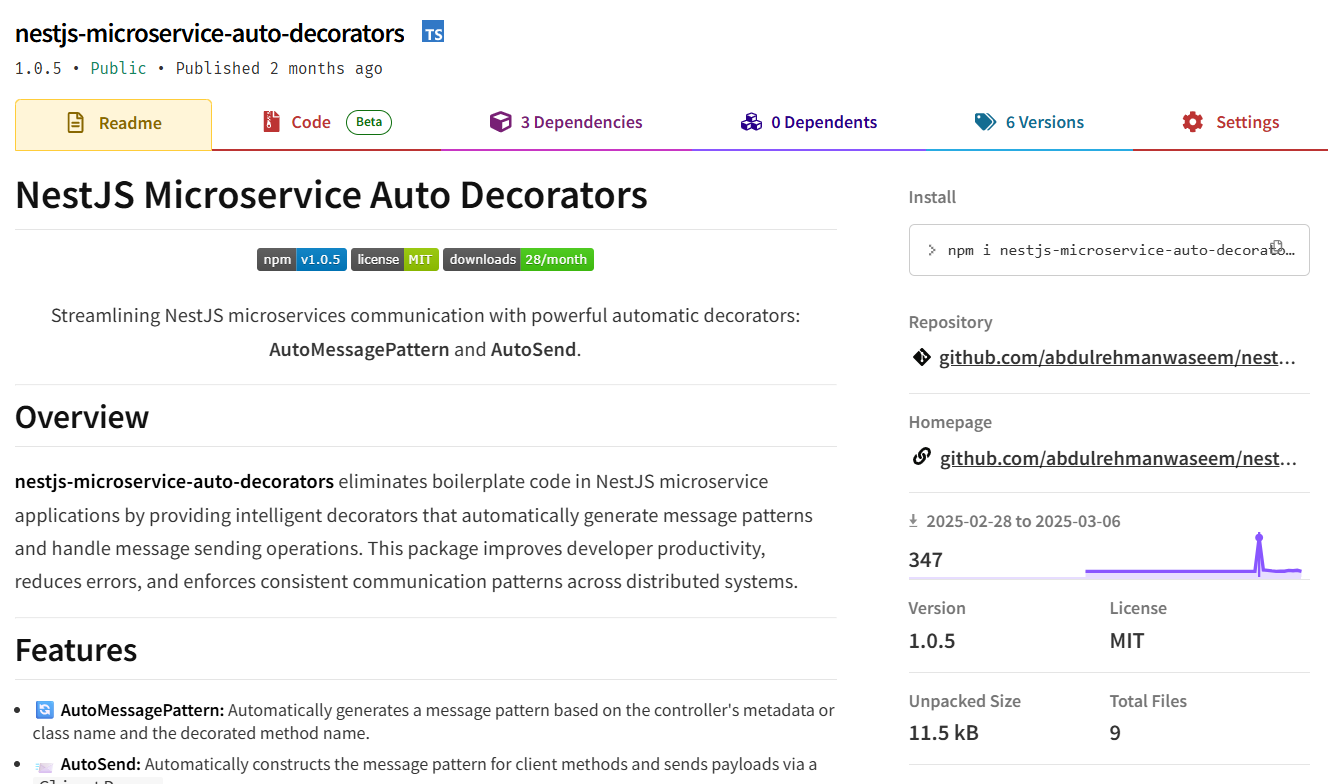 nestjs-microservice-auto-decorators TS
1.0.5 • Public • Published 2 months ago
Readme
Code Beta
3 Dependencies
0 Dependents
6 Versions
Settings
NestJS Microservice Auto Decorators
npm v1.0.5 license MIT downloads 28/month
Streamlining NestJS microservices communication with powerful automatic decorators:
AutoMessagePattern and AutoSend.
Overview
nestjs-microservice-auto-decorators eliminates boilerplate code in NestJS microservice
applications by providing intelligent decorators that automatically generate message patterns
and handle message sending operations. This package improves developer productivity,
reduces errors, and enforces consistent communication patterns across distributed systems.
Features
• AutoMessagePattern: Automatically generates a message pattern based on the controller's metadata or
class name and the decorated method name.
• AutoSend: Automatically constructs the message pattern for client methods and sends payloads via a
Install
> npm i nestjs-microservice-auto-decorato…
Repository
github.com/abdulrehmanwaseem/nest…
Homepage
github.com/abdulrehmanwaseem/nest…
2025-02-28 to 2025-03-06
347
Version
License
1.0.5
MIT
Unpacked Size
Total Files
11.5 kB
9